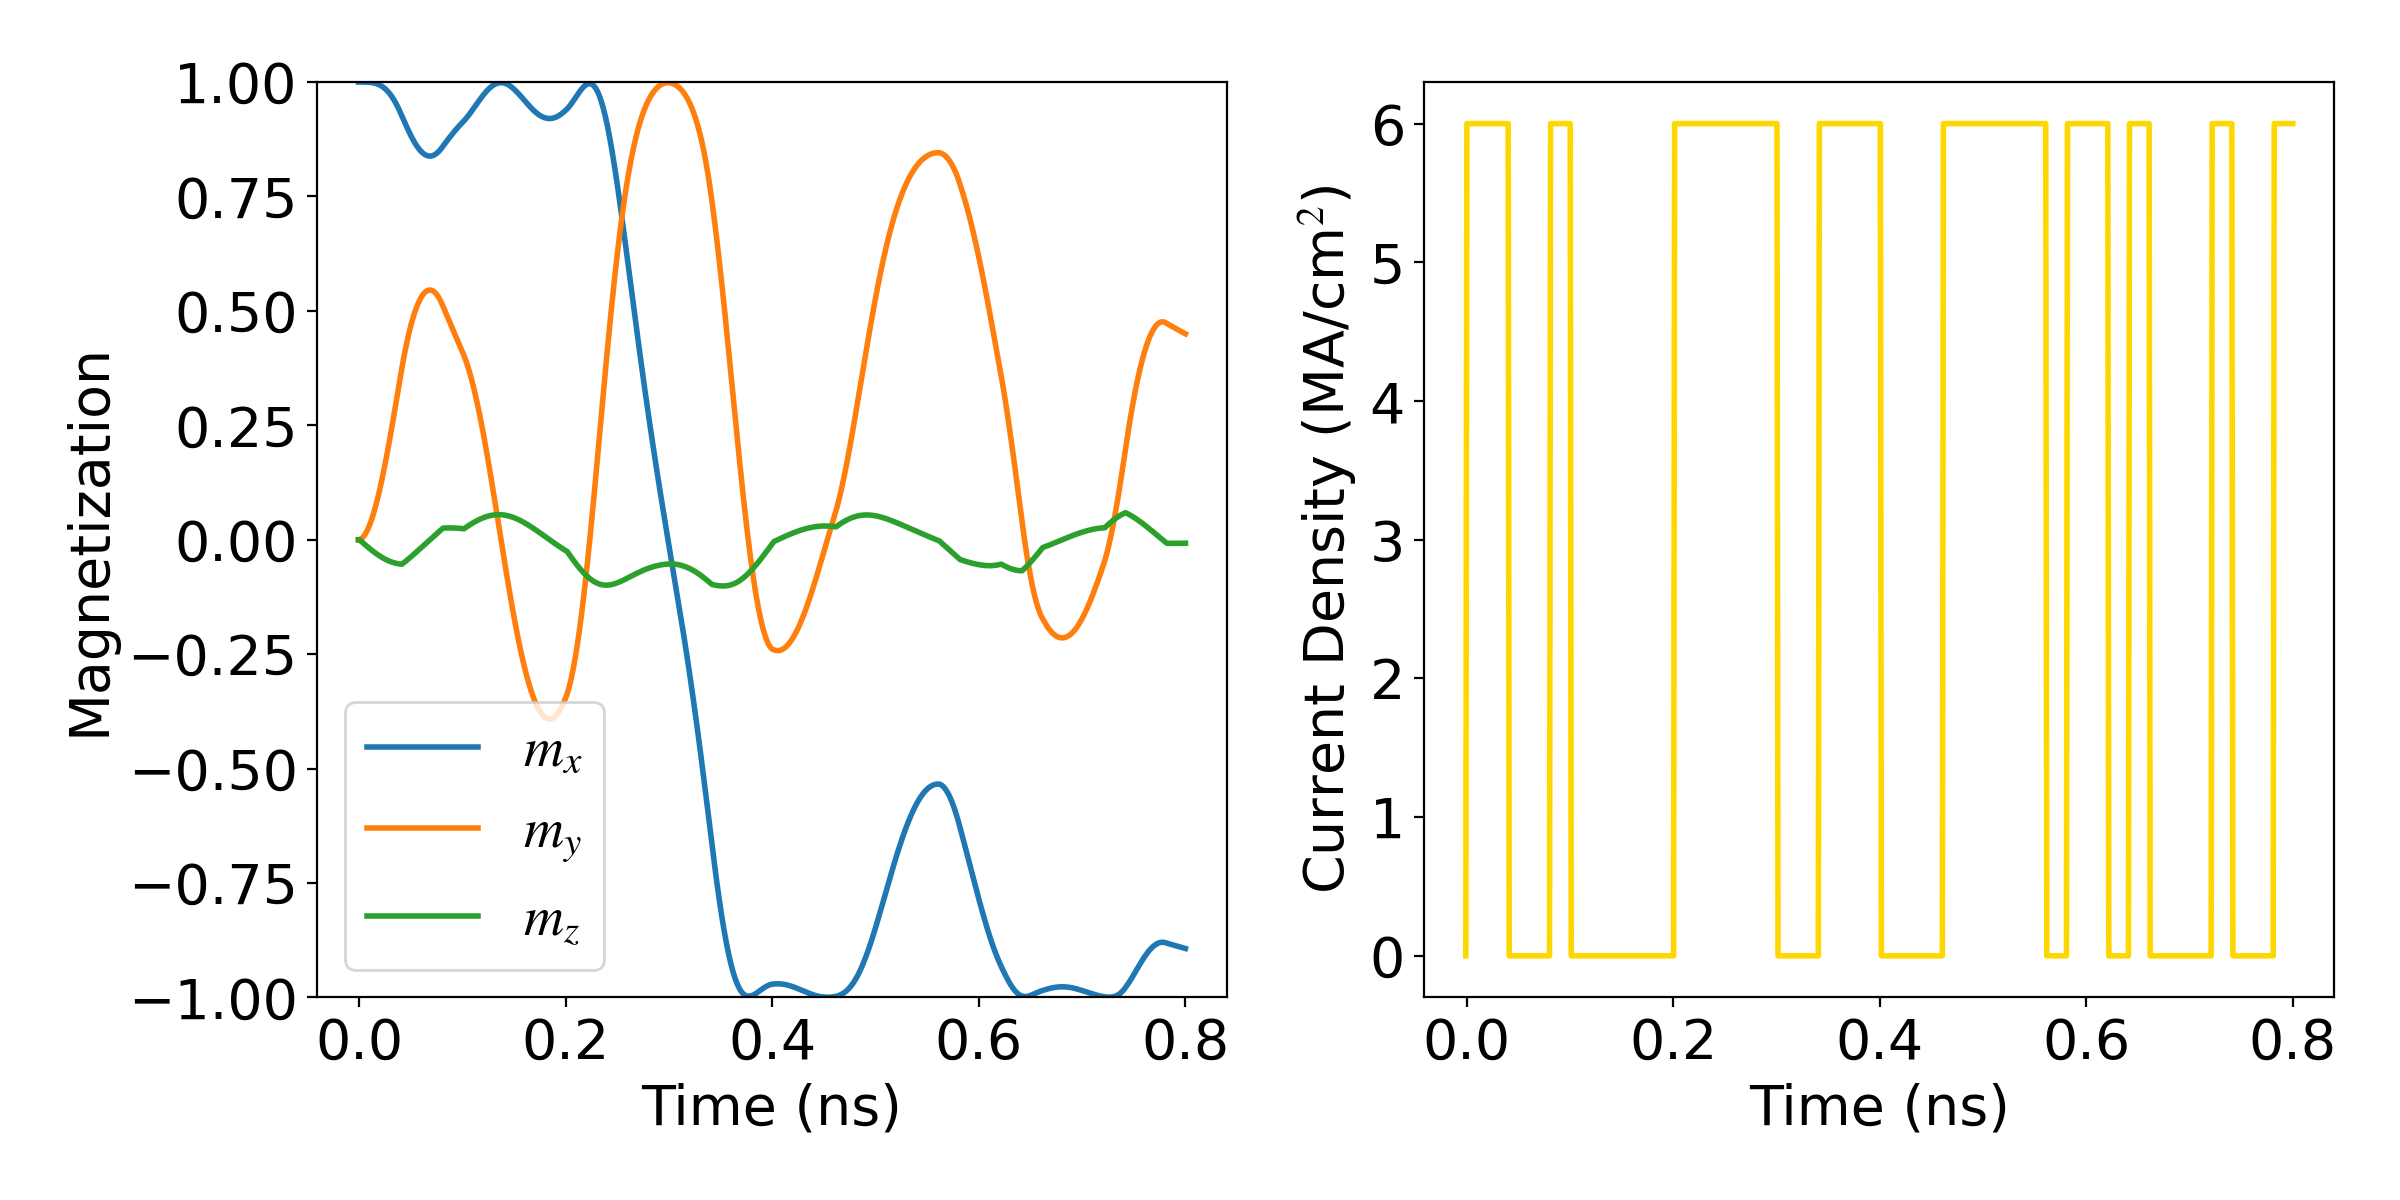 1.00
0.75
0.50
0.25
0.00
−0.25
−0.50
−0.75
−1.00
Magnetization
0.0 0.2 0.4 0.6 0.8
Time (ns)
m_x
m_y
m_z
6
5
4
3
2
1
0
Current Density (MA/cm²)
0.0 0.2 0.4 0.6 0.8
Time (ns)